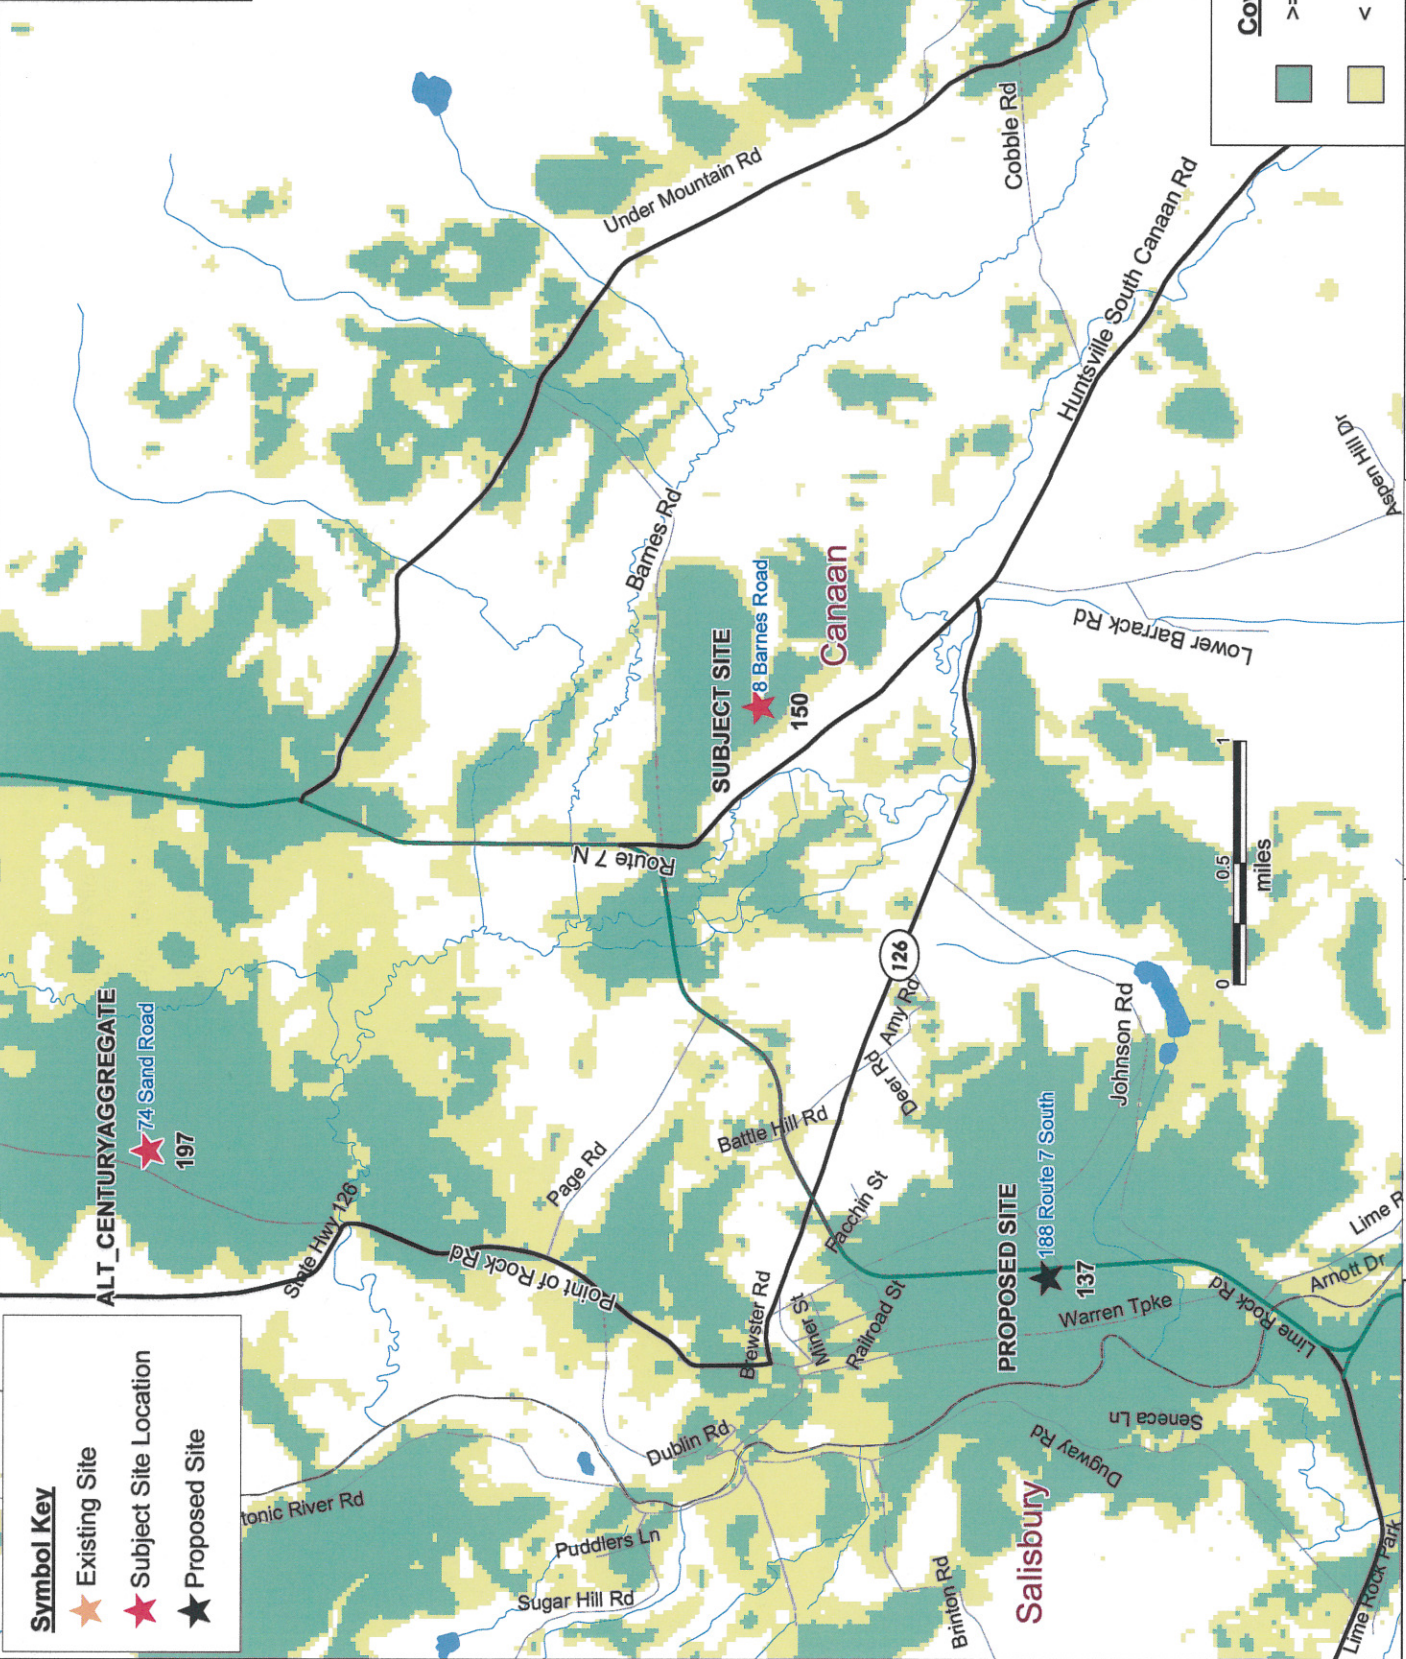 Symbol Key
Existing Site
Subject Site Location
Proposed Site
ALT_CENTURYAGGREGATE
74 Sand Road
197
State Hwy 126
Point of Rock Rd
tonic River Rd
Under Mountain Rd
Barnes Rd
Route 7 N
SUBJECT SITE
8 Barnes Road
150
Canaan
Cobble Rd
Huntsville South Canaan Rd
Lower Barrack Rd
Aspen Hill Dr
Page Rd
Battle Hill Rd
126
Amy Rd
Deer Rd
Facchin St
Brewster Rd
Miner St
Railroad St
Dublin Rd
Puddlers Ln
Sugar Hill Rd
Brinton Rd
Salisbury
PROPOSED SITE
188 Route 7 South
137
Warren Tpke
Johnson Rd
Dugway Rd
Seneca Ln
Lime Rock Rd
Arnott Dr
Lime R
Lime Rock Park
0
0.5
1
miles
Co
>=
<